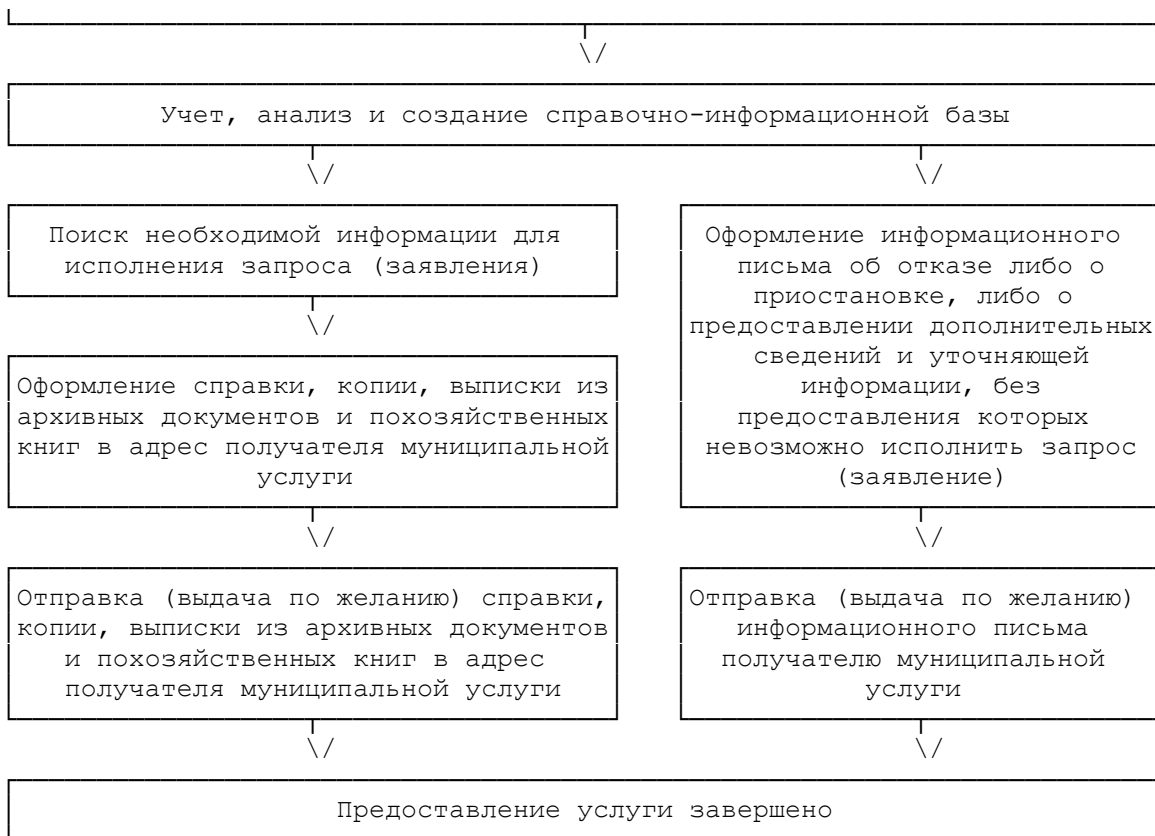 \/
Учет, анализ и создание справочно-информационной базы
\/
\/
Поиск необходимой информации для
исполнения запроса (заявления)
\/
Оформление справки, копии, выписки из
архивных документов и похозяйственных
книг в адрес получателя муниципальной
услуги
\/
Отправка (выдача по желанию) справки,
копии, выписки из архивных документов
и похозяйственных книг в адрес
получателя муниципальной услуги
\/
Оформление информационного
письма об отказе либо о
приостановке, либо о
предоставлении дополнительных
сведений и уточняющей
информации, без
предоставления которых
невозможно исполнить запрос
(заявление)
\/
Отправка (выдача по желанию)
информационного письма
получателю муниципальной
услуги
\/
Предоставление услуги завершено